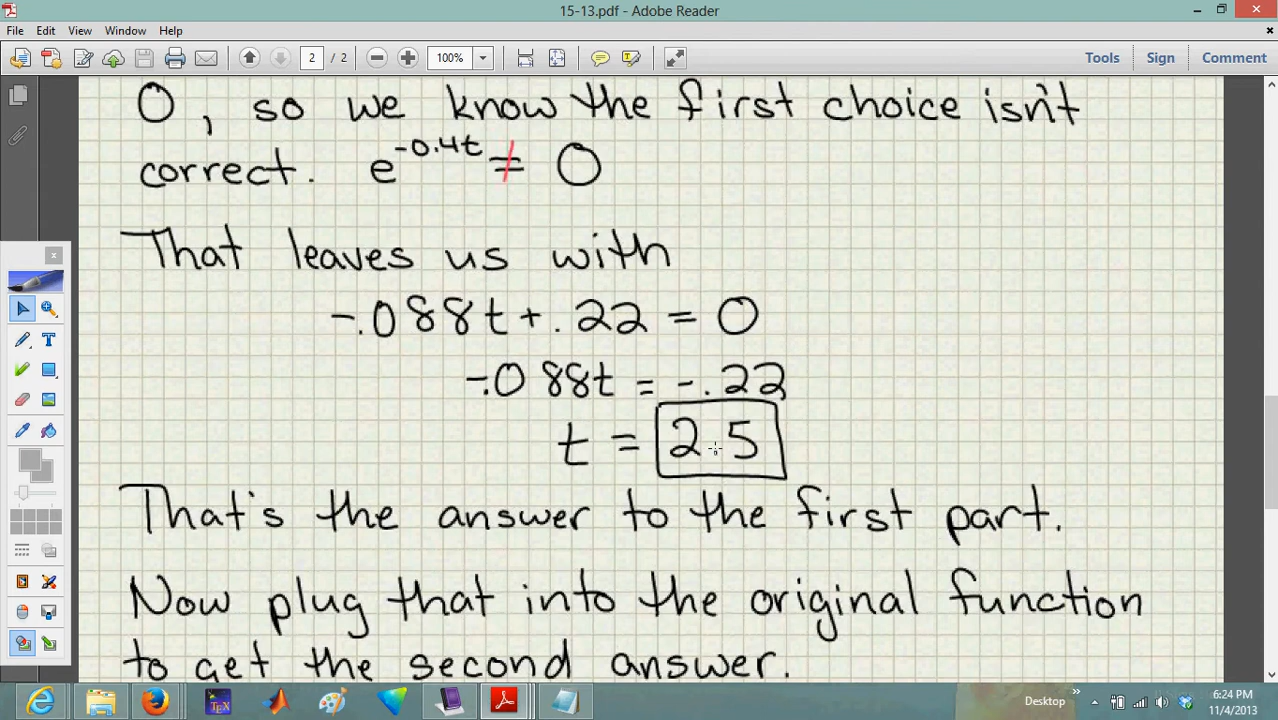 15-13.pdf - Adobe Reader
File Edit View Window Help
2 / 2 100% Tools Sign Comment
0, so we know the first choice isn't
correct. e^-0.4t ≠ 0
That leaves us with
-.088t + .22 = 0
-.088t = -.22
t = 2.5
That's the answer to the first part.
Now plug that into the original function
to get the second answer.
TEX
Desktop
6:24 PM
11/4/2013